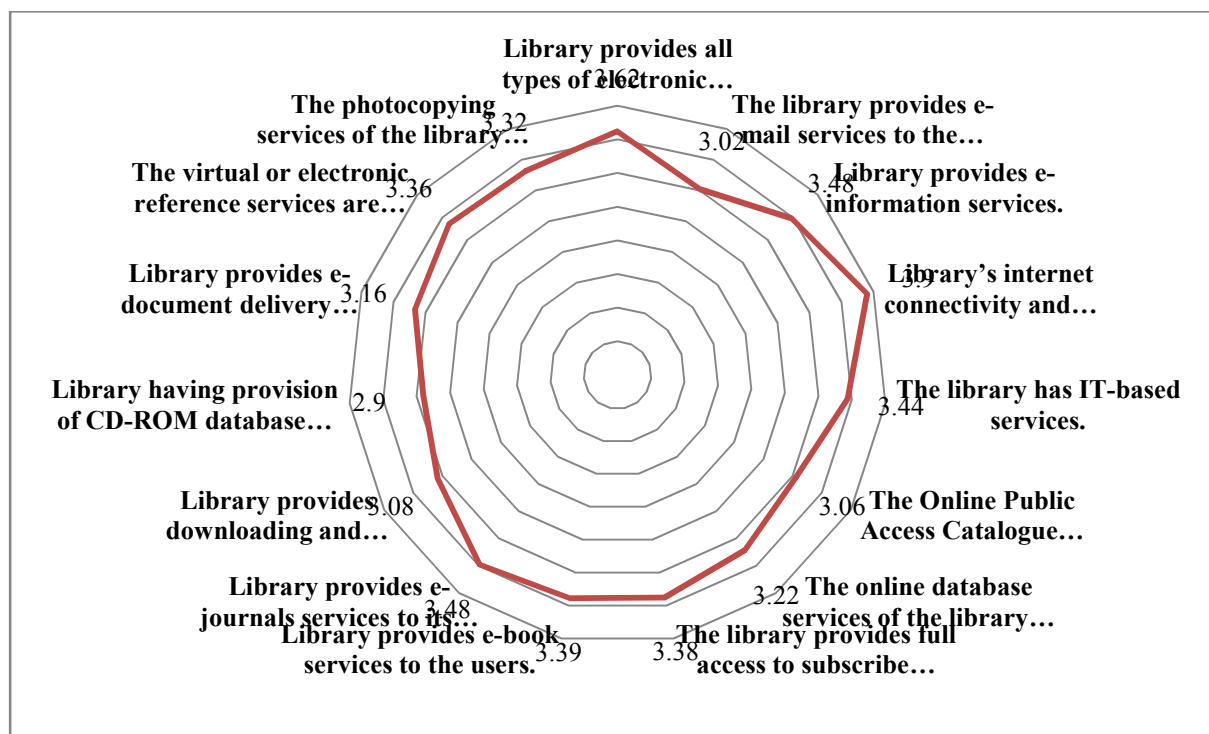 Library provides all
types of electronic…
3.62
The library provides e-
mail services to the…
3.02
Library provides e-
information services.
3.48
Library’s internet
connectivity and…
3.9
The library has IT-based
services.
3.44
The Online Public
Access Catalogue…
3.06
The online database
services of the library…
3.22
The library provides full
access to subscribe…
3.38
Library provides e-book
services to the users.
3.39
Library provides e-
journals services to its…
3.48
Library provides
downloading and…
3.08
Library having provision
of CD-ROM database…
2.9
Library provides e-
document delivery…
3.16
The virtual or electronic
reference services are…
3.36
The photocopying
services of the library…
3.32